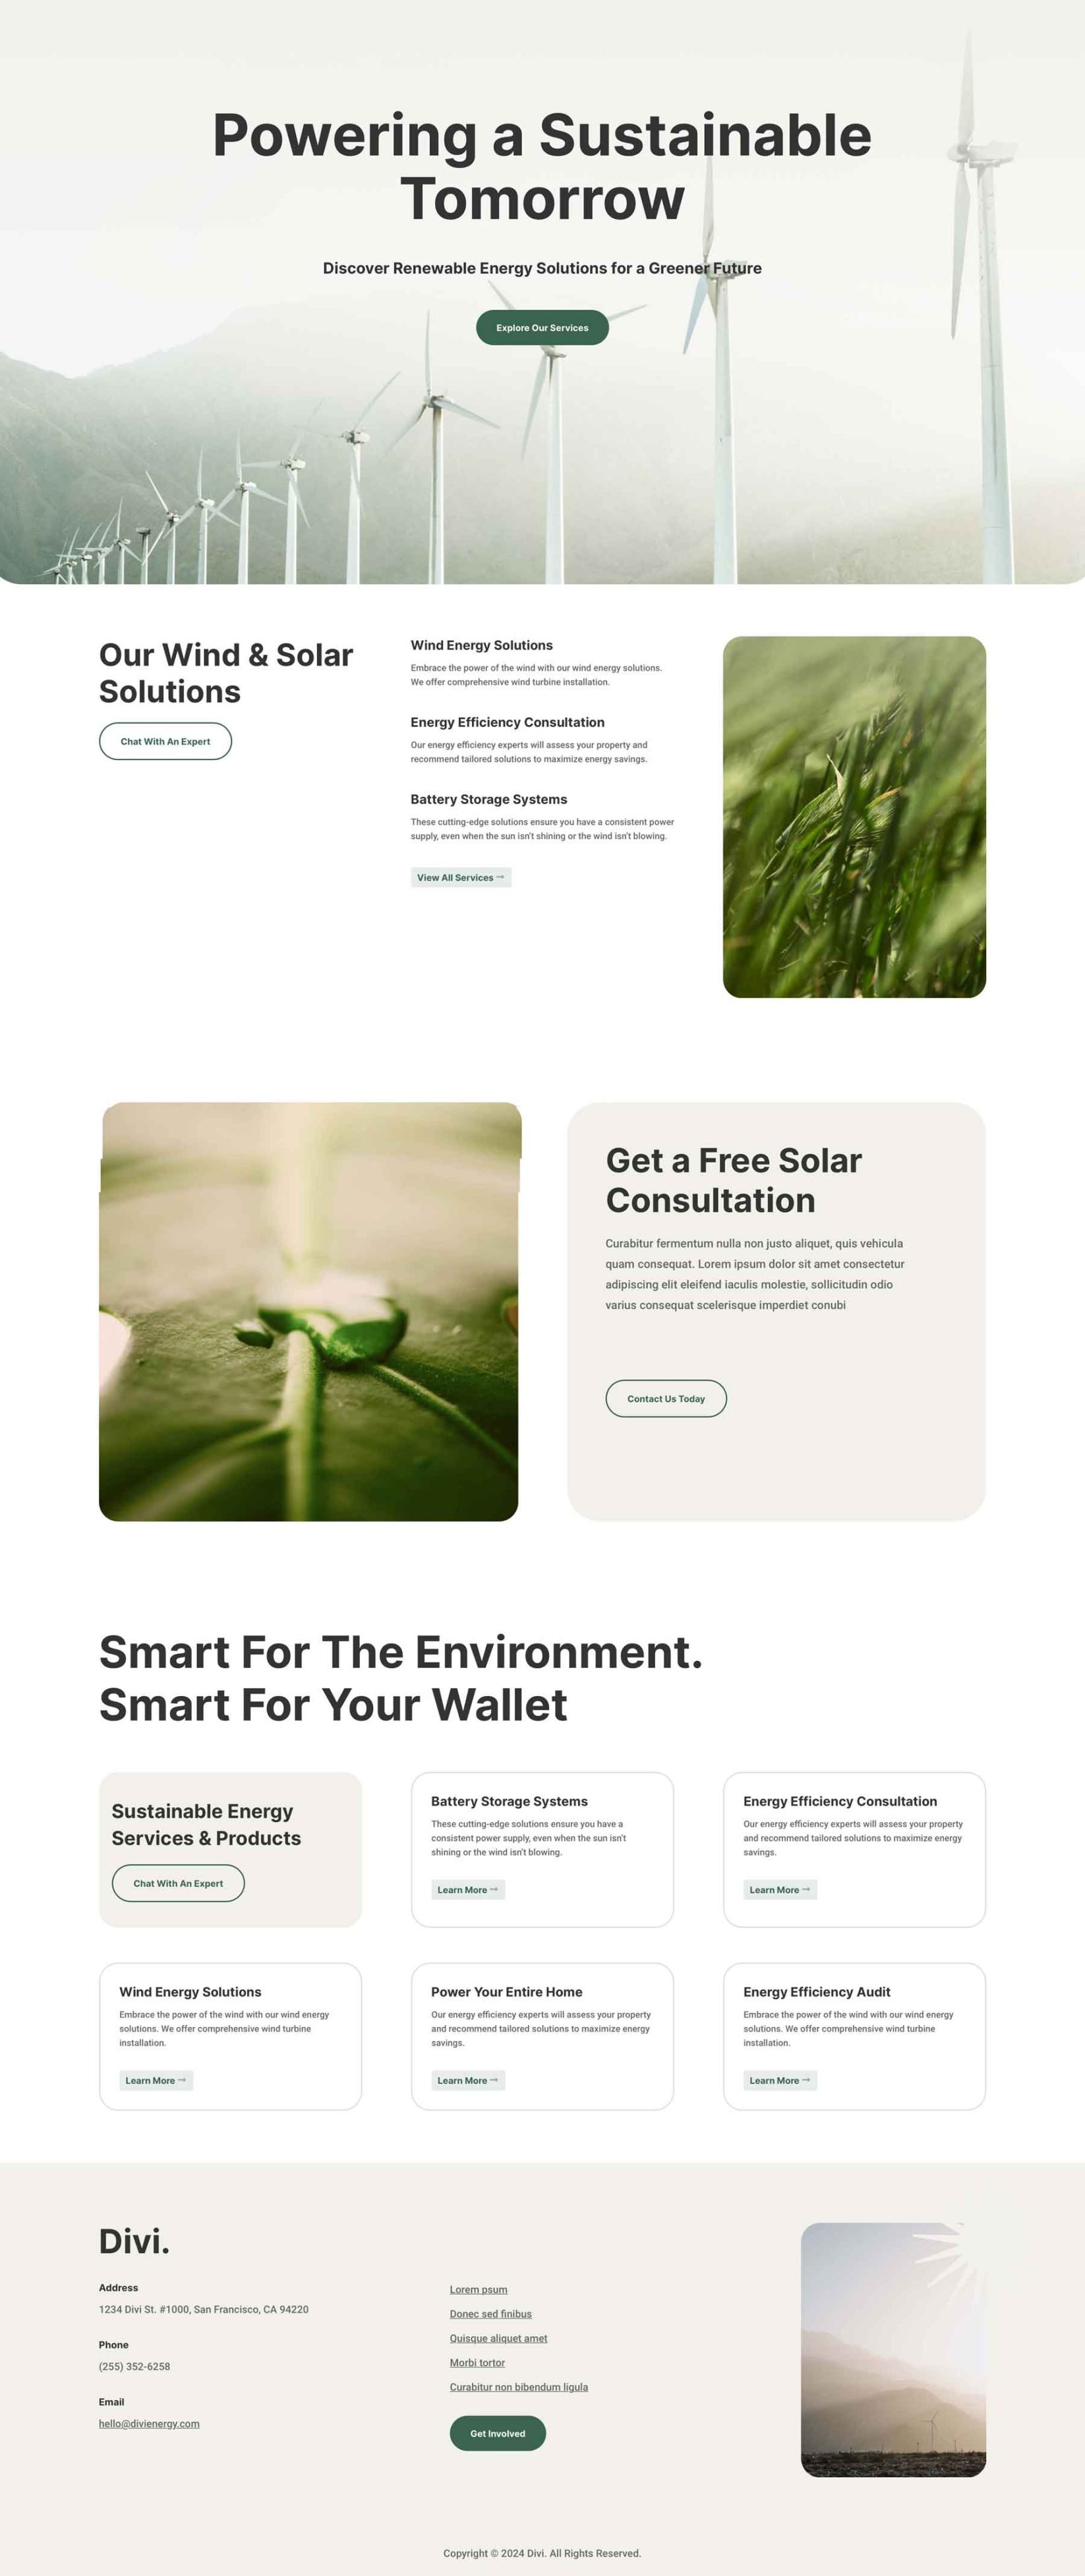 Powering a Sustainable
Tomorrow
Discover Renewable Energy Solutions for a Greener Future
Explore Our Services
Our Wind & Solar
Solutions
Chat With An Expert
Wind Energy Solutions
Embrace the power of the wind with our wind energy solutions.
We offer comprehensive wind turbine installation.
Energy Efficiency Consultation
Our energy efficiency experts will assess your property and
recommend tailored solutions to maximize energy savings.
Battery Storage Systems
These cutting-edge solutions ensure you have a consistent power
supply, even when the sun isn't shining or the wind isn't blowing.
View All Services →
Get a Free Solar
Consultation
Curabitur fermentum nulla non justo aliquet, quis vehicula
quam consequat. Lorem ipsum dolor sit amet consectetur
adipiscing elit eleifend iaculis molestie, sollicitudin odio
varius consequat scelerisque imperdiet conubi
Contact Us Today
Smart For The Environment.
Smart For Your Wallet
Sustainable Energy
Services & Products
Chat With An Expert
Battery Storage Systems
These cutting-edge solutions ensure you have a
consistent power supply, even when the sun isn't
shining or the wind isn't blowing.
Learn More →
Energy Efficiency Consultation
Our energy efficiency experts will assess your property
and recommend tailored solutions to maximize energy
savings.
Learn More →
Wind Energy Solutions
Embrace the power of the wind with our wind energy
solutions. We offer comprehensive wind turbine
installation.
Learn More →
Power Your Entire Home
Our energy efficiency experts will assess your property
and recommend tailored solutions to maximize energy
savings.
Learn More →
Energy Efficiency Audit
Embrace the power of the wind with our wind energy
solutions. We offer comprehensive wind turbine
installation.
Learn More →
Divi.
Address
1234 Divi St. #1000, San Francisco, CA 94220
Phone
(255) 352-6258
Email
hello@divienergy.com
Lorem psum
Donec sed finibus
Quisque aliquet amet
Morbi tortor
Curabitur non bibendum ligula
Get Involved
Copyright © 2024 Divi. All Rights Reserved.